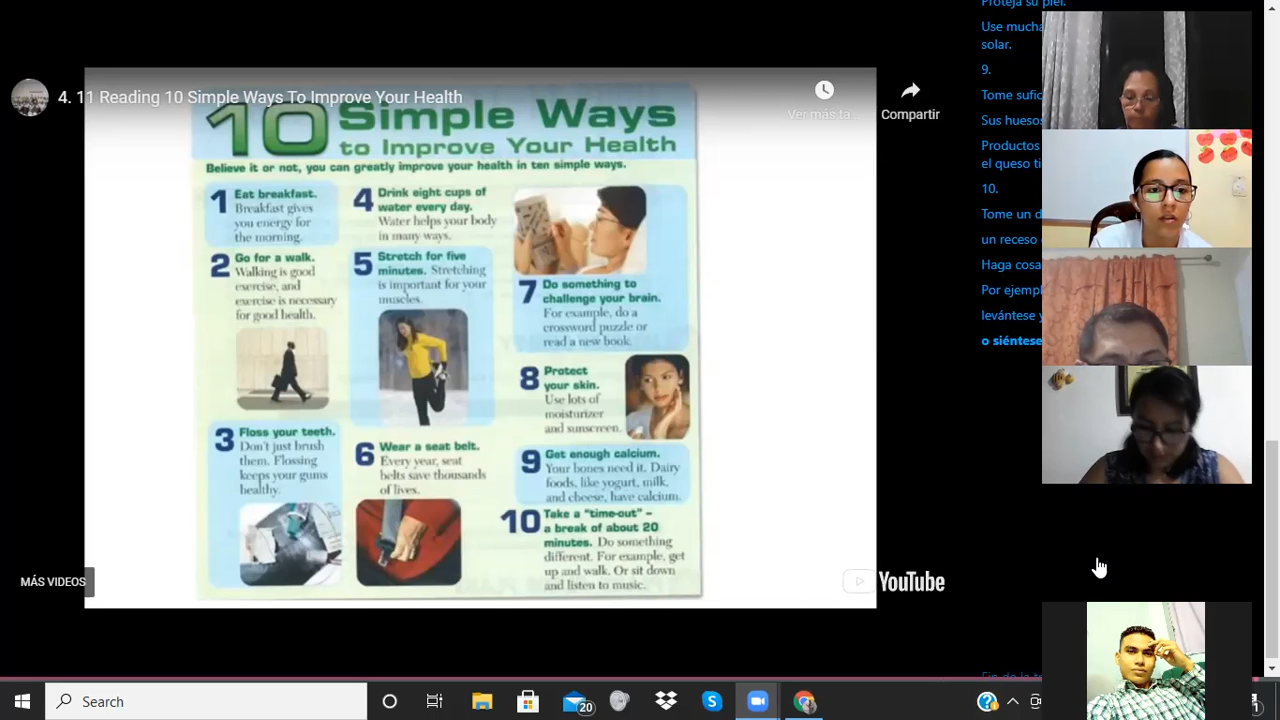 4. 11 Reading 10 Simple Ways To Improve Your Health
Ver más ta...
Compartir
10 Simple Ways
to Improve Your Health
Believe it or not, you can greatly improve your health in ten simple ways.
1 Eat breakfast.
Breakfast gives
you energy for
the morning.
2 Go for a walk.
Walking is good
exercise, and
exercise is necessary
for good health.
3 Floss your teeth.
Don't just brush
them. Flossing
keeps your gums
healthy.
4 Drink eight cups of
water every day.
Water helps your body
in many ways.
5 Stretch for five
minutes. Stretching
is important for your
muscles.
6 Wear a seat belt.
Every year, seat
belts save thousands
of lives.
7 Do something to
challenge your brain.
For example, do a
crossword puzzle or
read a new book.
8 Protect
your skin.
Use lots of
moisturizer
and sunscreen.
9 Get enough calcium.
Your bones need it. Dairy
foods, like yogurt, milk,
and cheese, have calcium.
10 Take a "time-out" –
a break of about 20
minutes. Do something
different. For example, get
up and walk. Or sit down
and listen to music.
MÁS VIDEOS
YouTube
Proteja su piel.
Use mucha
solar.
9.
Tome sufic
Sus huesos
Productos
el queso ti
10.
Tome un d
un receso
Haga cosa
Por ejempl
levántese y
o siéntese
Search
20